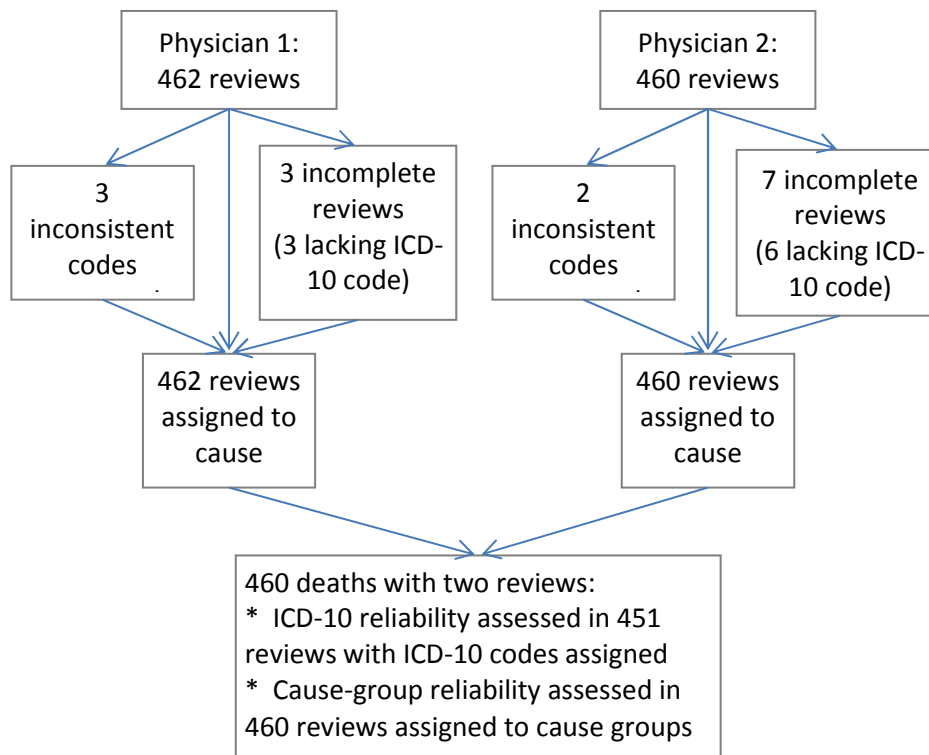 Physician 1:
462 reviews
Physician 2:
460 reviews
3
inconsistent
codes
.
3 incomplete
reviews
(3 lacking ICD-
10 code)
2
inconsistent
codes
.
7 incomplete
reviews
(6 lacking ICD-
10 code)
462 reviews
assigned to
cause
460 reviews
assigned to
cause
460 deaths with two reviews:
* ICD-10 reliability assessed in 451
reviews with ICD-10 codes assigned
* Cause-group reliability assessed in
460 reviews assigned to cause groups